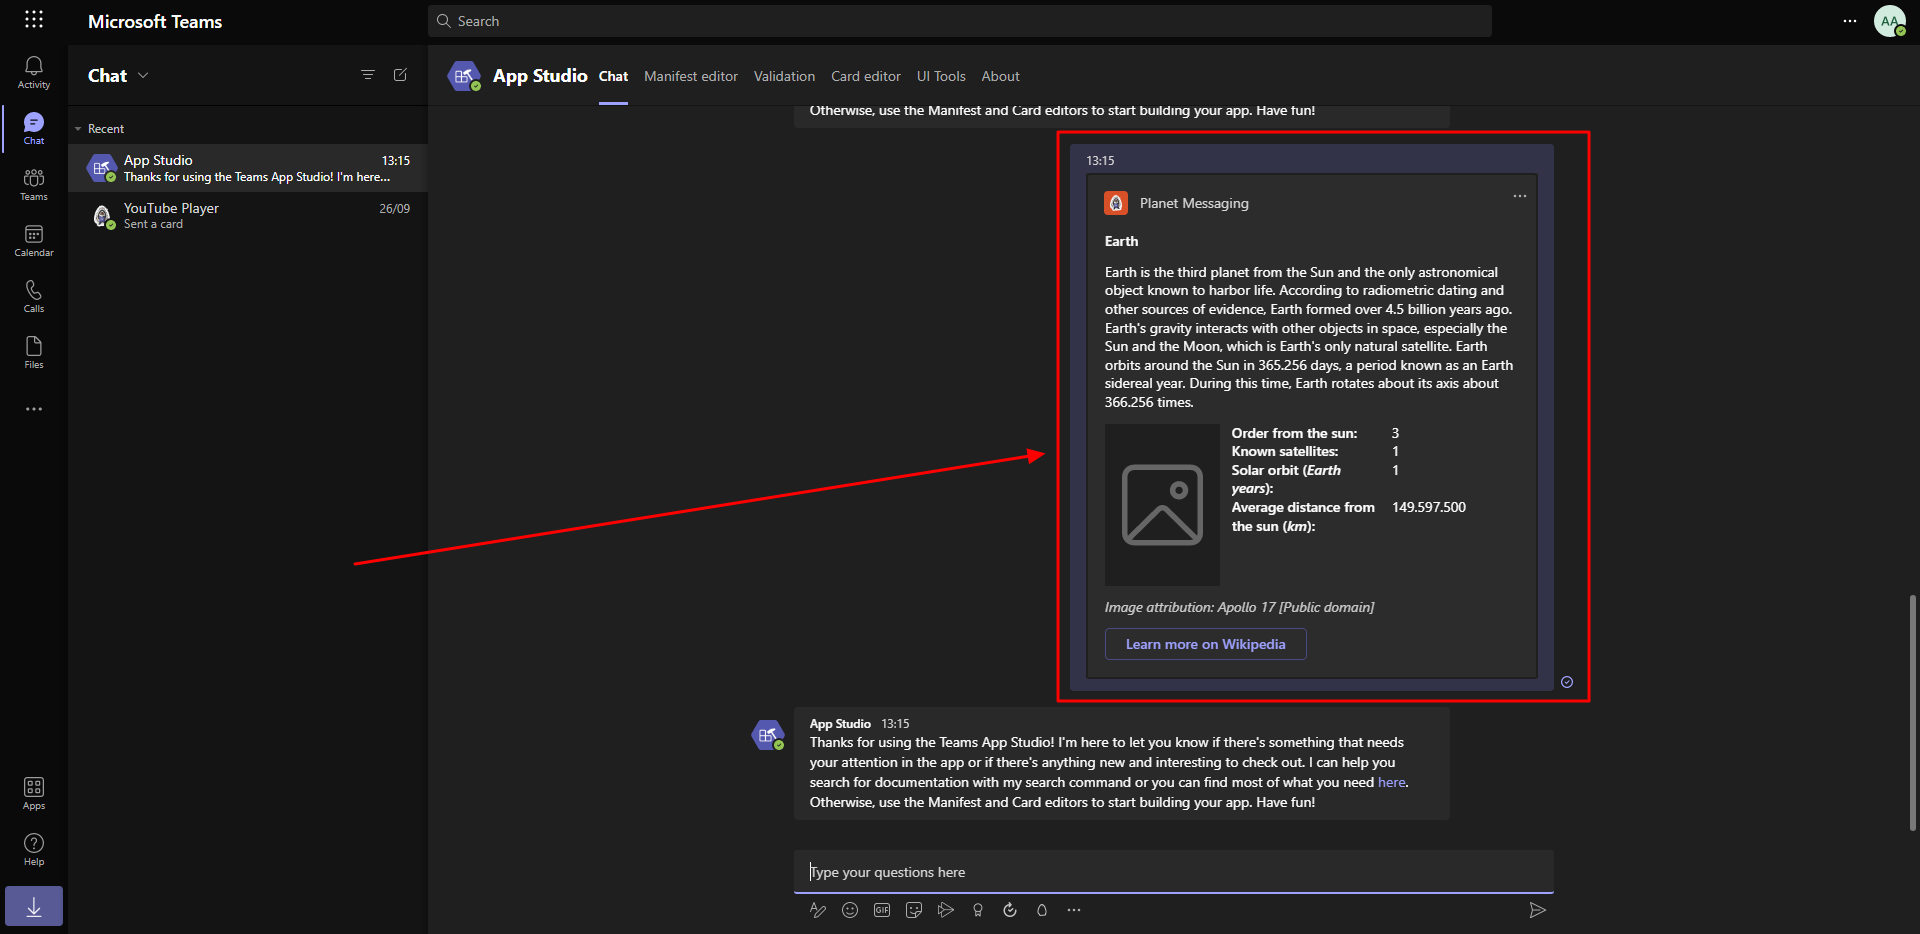 Microsoft Teams
Search
AA
Activity
Chat
Teams
Calendar
Calls
Files
Apps
Help
Chat
Recent
App Studio 13:15
Thanks for using the Teams App Studio! I'm here...
YouTube Player 26/09
Sent a card
App Studio Chat Manifest editor Validation Card editor UI Tools About
Otherwise, use the Manifest and Card editors to start building your app. Have fun!
13:15
Planet Messaging
Earth
Earth is the third planet from the Sun and the only astronomical
object known to harbor life. According to radiometric dating and
other sources of evidence, Earth formed over 4.5 billion years ago.
Earth's gravity interacts with other objects in space, especially the
Sun and the Moon, which is Earth's only natural satellite. Earth
orbits around the Sun in 365.256 days, a period known as an Earth
sidereal year. During this time, Earth rotates about its axis about
366.256 times.
Order from the sun: 3
Known satellites: 1
Solar orbit (Earth 1
years):
Average distance from 149.597.500
the sun (km):
Image attribution: Apollo 17 [Public domain]
Learn more on Wikipedia
App Studio 13:15
Thanks for using the Teams App Studio! I'm here to let you know if there's something that needs
your attention in the app or if there's anything new and interesting to check out. I can help you
search for documentation with my search command or you can find most of what you need here.
Otherwise, use the Manifest and Card editors to start building your app. Have fun!
Type your questions here
GIF